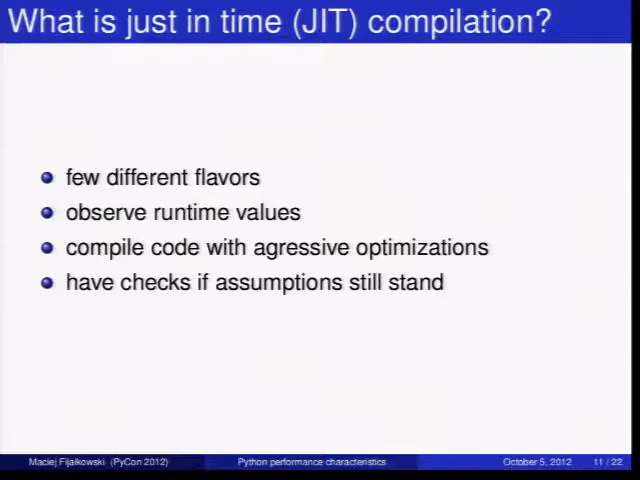 What is just in time (JIT) compilation?
few different flavors
observe runtime values
compile code with agressive optimizations
have checks if assumptions still stand
Maciej Fijalkowski (PyCon 2012) Python performance characteristics October 5, 2012 11 / 22